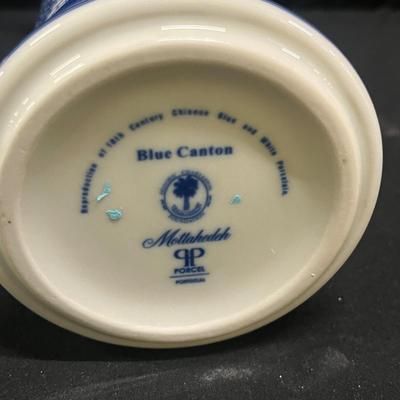 Reproduction of 18th Century Chinese Blue and White Porcelain.
Blue Canton
Mottahedeh
PORCEL
PORTUGAL